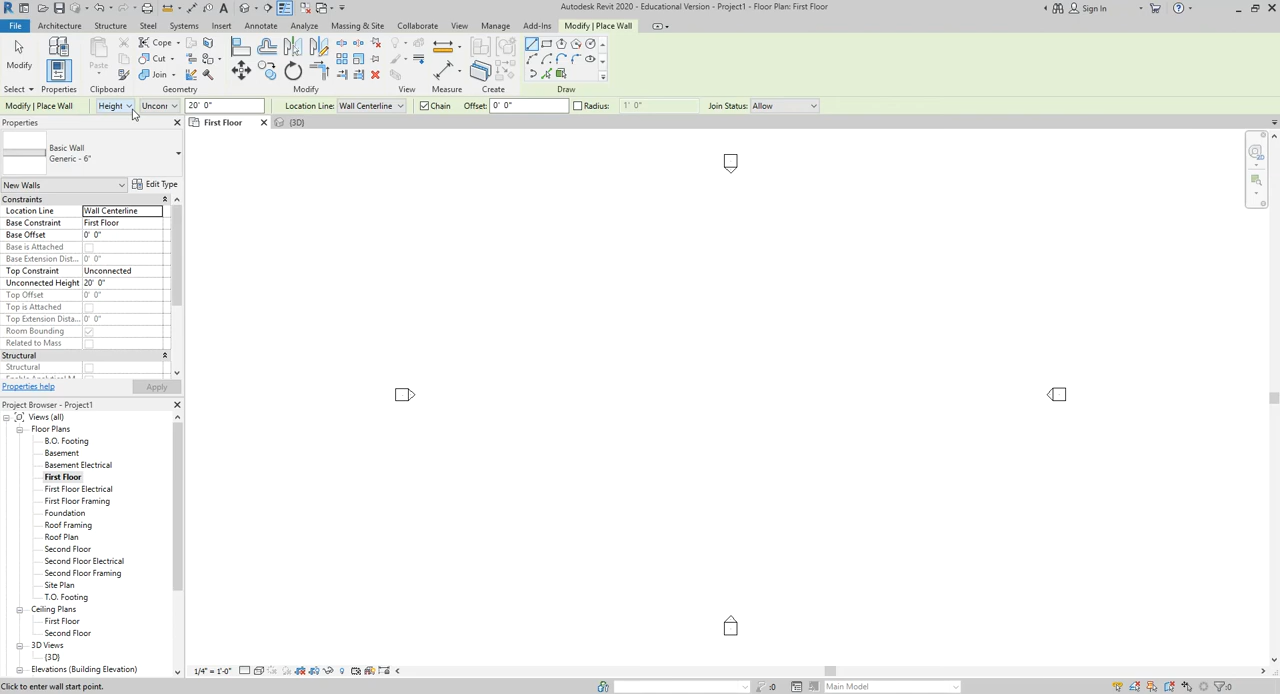 Autodesk Revit 2020 - Educational Version - Project1 - Floor Plan: First Floor
Sign In
File Architecture Structure Steel Systems Insert Annotate Analyze Massing & Site Collaborate View Manage Add-Ins Modify | Place Wall
Modify
Paste
Cope
Cut
Join
Select Properties Clipboard Geometry Modify View Measure Create Draw
Modify | Place Wall Height Unconn 20' 0" Location Line: Wall Centerline Chain Offset: 0' 0" Radius: 1' 0" Join Status: Allow
Properties
First Floor
{3D}
Basic Wall
Generic - 6"
New Walls Edit Type
Constraints
Location Line Wall Centerline
Base Constraint First Floor
Base Offset 0' 0"
Base is Attached
Base Extension Dist... 0' 0"
Top Constraint Unconnected
Unconnected Height 20' 0"
Top Offset 0' 0"
Top is Attached
Top Extension Dista... 0' 0"
Room Bounding
Related to Mass
Structural
Structural
Properties help Apply
Project Browser - Project1
Views (all)
Floor Plans
B.O. Footing
Basement
Basement Electrical
First Floor
First Floor Electrical
First Floor Framing
Foundation
Roof Framing
Roof Plan
Second Floor
Second Floor Electrical
Second Floor Framing
Site Plan
T.O. Footing
Ceiling Plans
First Floor
Second Floor
3D Views
{3D}
Elevations (Building Elevation)
1/4" = 1'-0"
Click to enter wall start point.
:0
Main Model
:0